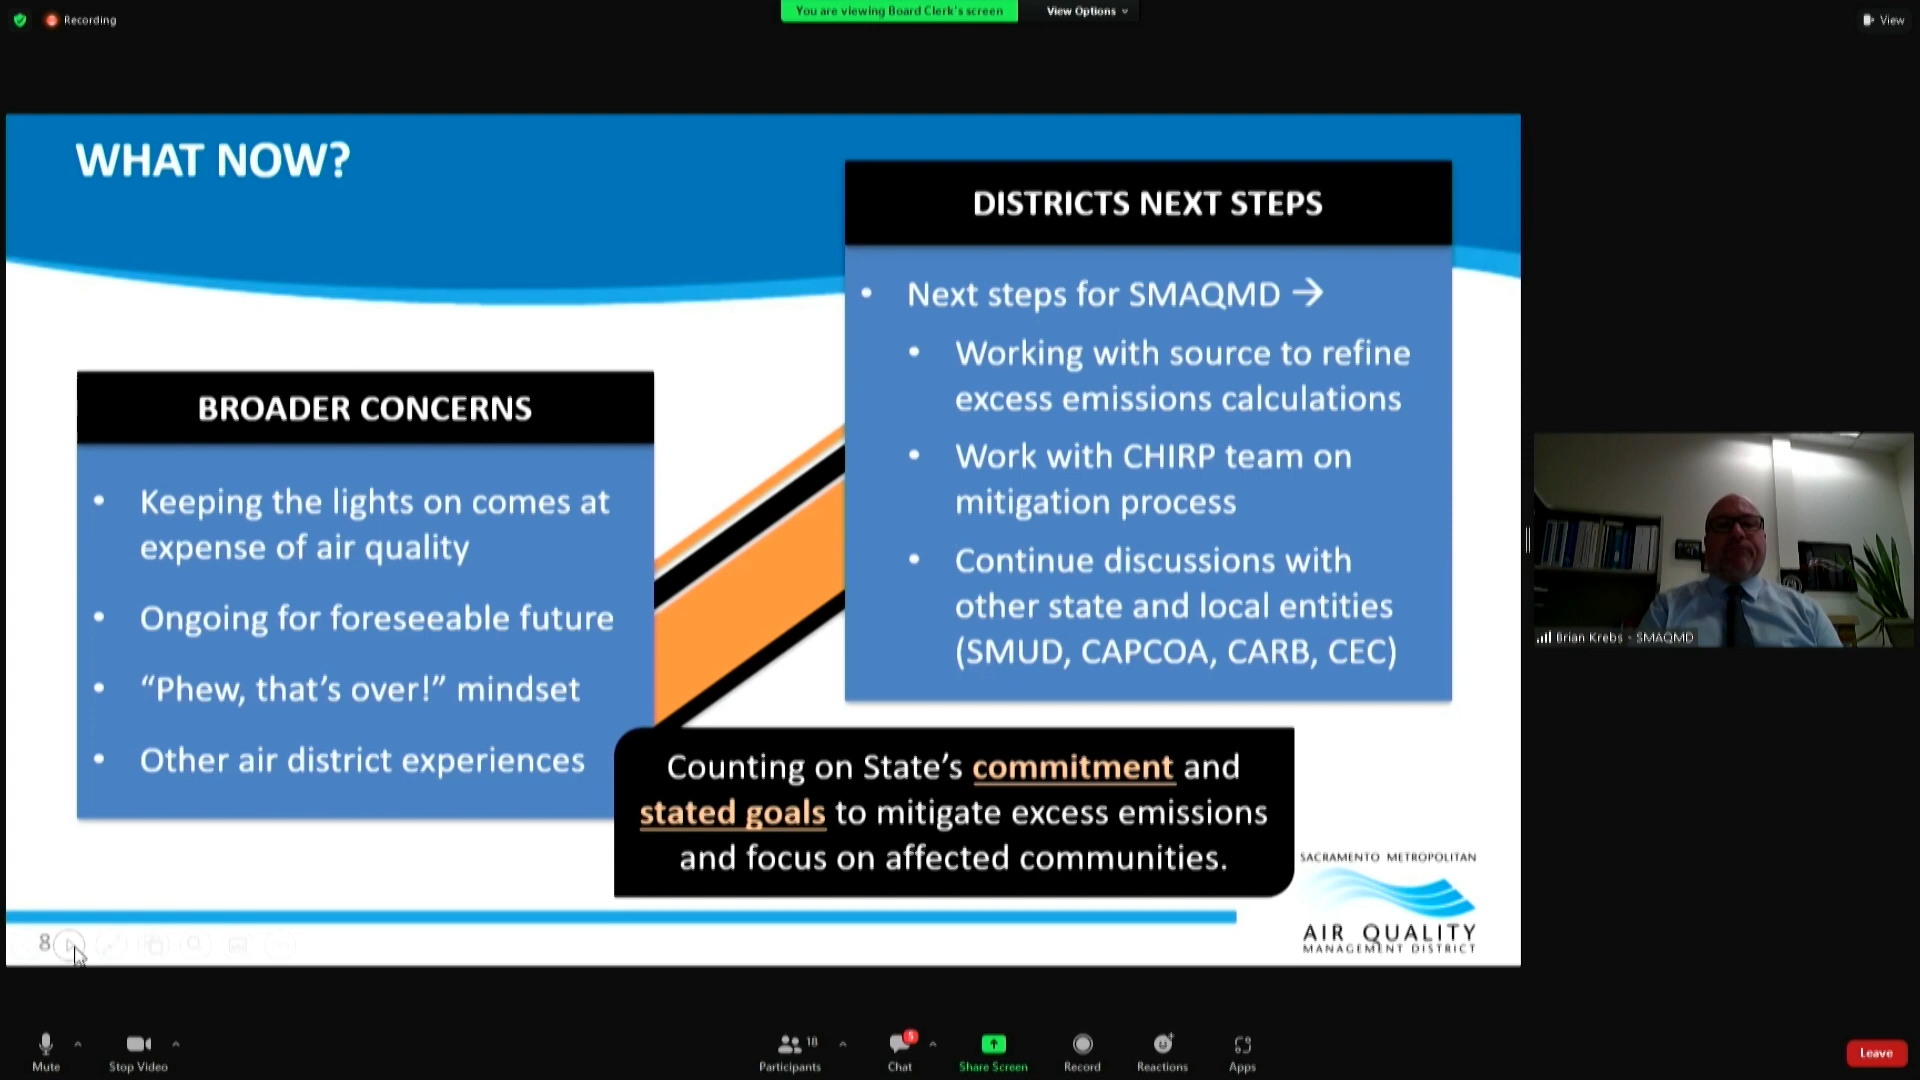 Recording
You are viewing Board Clerk's screen
View Options
View
WHAT NOW?
DISTRICTS NEXT STEPS
• Next steps for SMAQMD →
• Working with source to refine
excess emissions calculations
• Work with CHIRP team on
mitigation process
• Continue discussions with
other state and local entities
(SMUD, CAPCOA, CARB, CEC)
BROADER CONCERNS
• Keeping the lights on comes at
expense of air quality
• Ongoing for foreseeable future
• “Phew, that’s over!” mindset
• Other air district experiences
Counting on State’s commitment and
stated goals to mitigate excess emissions
and focus on affected communities.
SACRAMENTO METROPOLITAN
AIR QUALITY
MANAGEMENT DISTRICT
8
Brian Krebs - SMAQMD
Mute
Stop Video
18
Participants
5
Chat
Share Screen
Record
Reactions
Apps
Leave